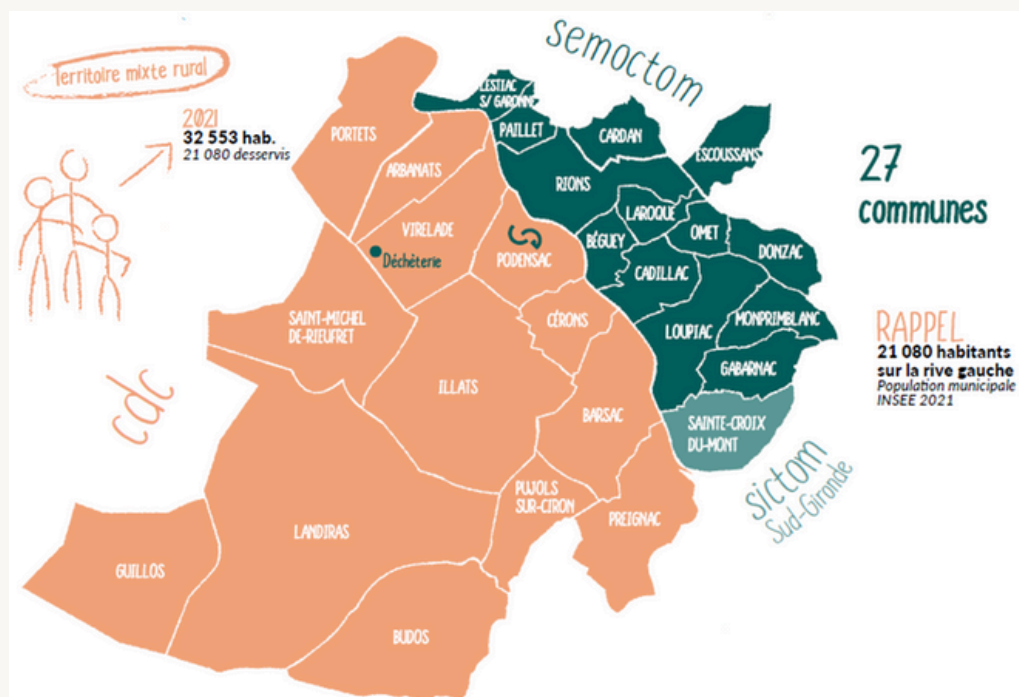 semoctom
Territoire mixte rural
2021
32 553 hab.
21 080 desservis
LESTIAC
S/ GARONNE
PORTETS
PAILLET
CARDAN
ESCOUSSANS
ARBANATS
RIONS
27
communes
LAROQUE
VIRELADE
BÉGUEY
OMET
DONZAC
Déchèterie
PODENSAC
CADILLAC
SAINT-MICHEL
DE-RIEUFRET
CÉRONS
LOUPIAC
MONPRIMBLANC
RAPPEL
21 080 habitants
sur la rive gauche
Population municipale
INSEE 2021
GABARNAC
cdc
ILLATS
BARSAC
SAINTE-CROIX
DU-MONT
sictom
Sud-Gironde
PUJOLS
SUR-CIRON
PREIGNAC
LANDIRAS
GUILLOS
BUDOS